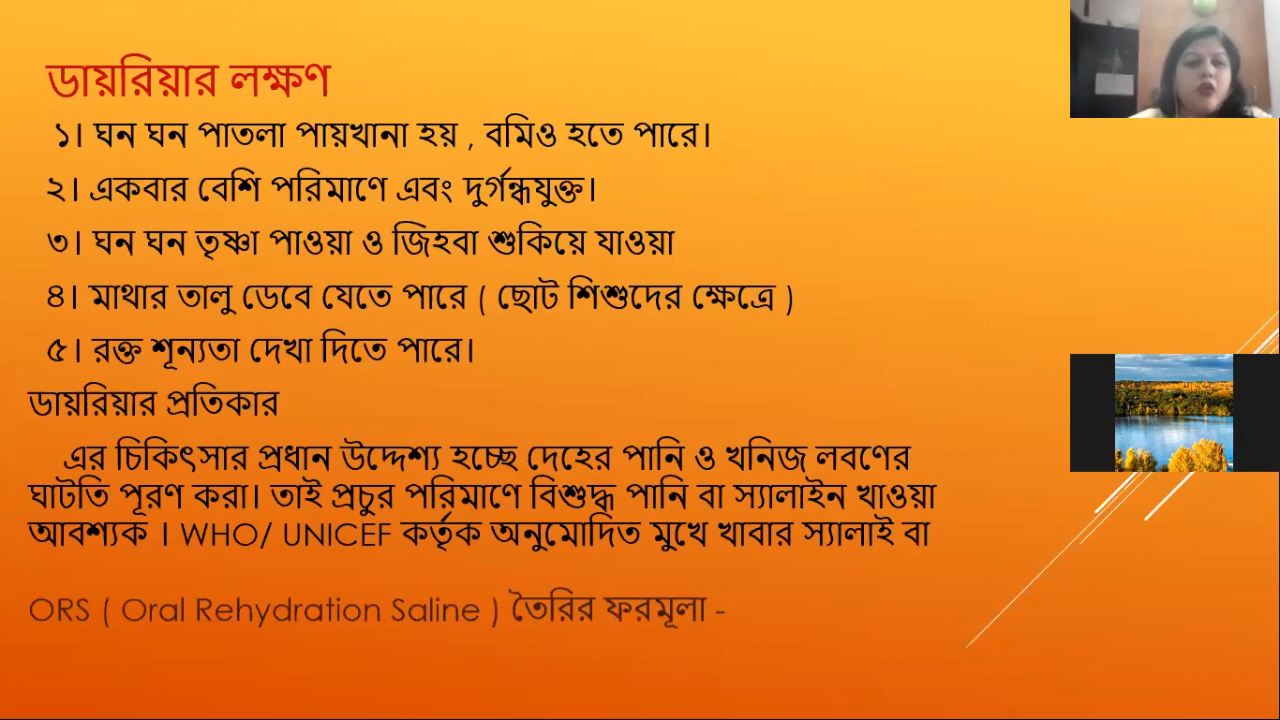 ডায়রিয়ার লক্ষণ
১। ঘন ঘন পাতলা পায়খানা হয় , বমিও হতে পারে।
২। একবার বেশি পরিমাণে এবং দুর্গন্ধযুক্ত।
৩। ঘন ঘন তৃষ্ণা পাওয়া ও জিহবা শুকিয়ে যাওয়া
৪। মাথার তালু ডেবে যেতে পারে ( ছোট শিশুদের ক্ষেত্রে )
৫। রক্ত শূন্যতা দেখা দিতে পারে।
ডায়রিয়ার প্রতিকার
এর চিকিৎসার প্রধান উদ্দেশ্য হচ্ছে দেহের পানি ও খনিজ লবণের
ঘাটতি পূরণ করা। তাই প্রচুর পরিমাণে বিশুদ্ধ পানি বা স্যালাইন খাওয়া
আবশ্যক । WHO/ UNICEF কর্তৃক অনুমোদিত মুখে খাবার স্যালাই বা
ORS ( Oral Rehydration Saline ) তৈরির ফরমূলা -